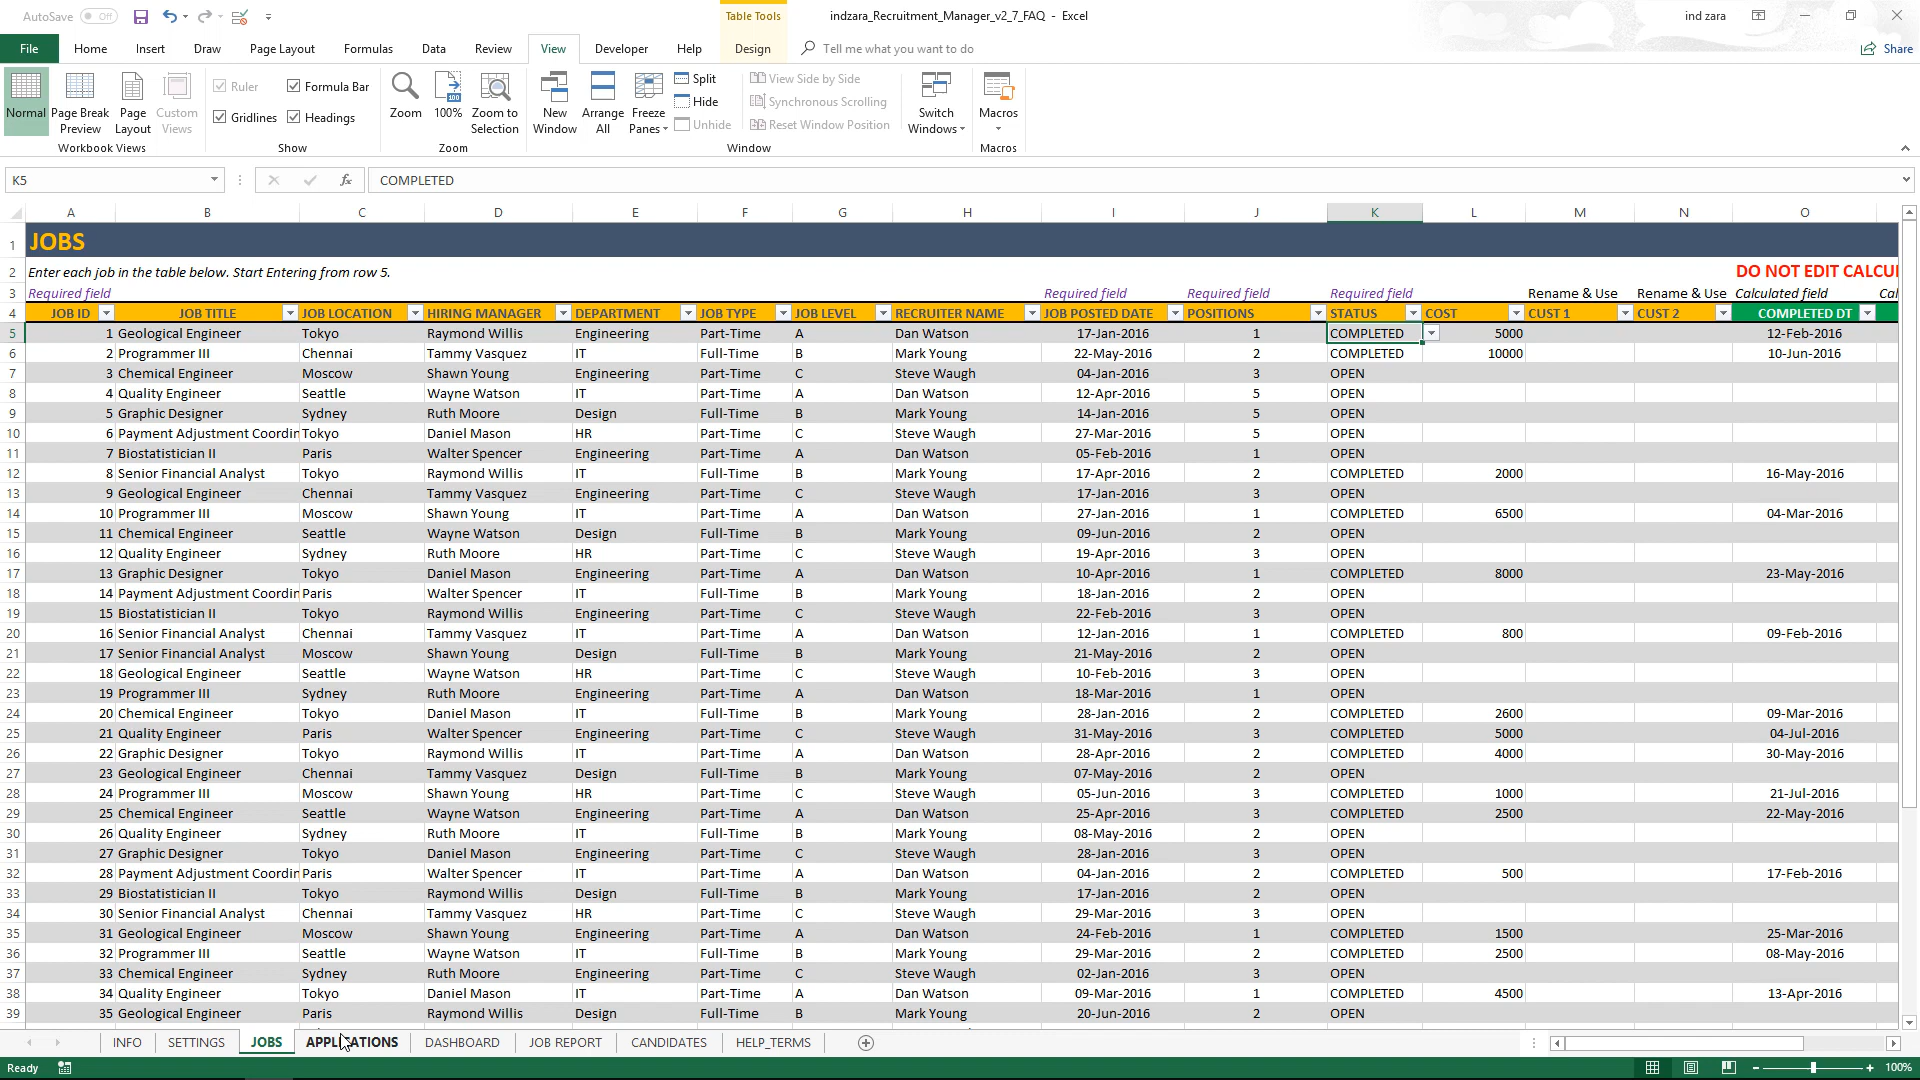 AutoSave Off
Table Tools
indzara_Recruitment_Manager_v2_7_FAQ - Excel
ind zara
File Home Insert Draw Page Layout Formulas Data Review View Developer Help Design Tell me what you want to do Share
Normal Page Break Preview Page Layout Custom Views
Workbook Views
Ruler Formula Bar
Gridlines Headings
Show
Zoom 100% Zoom to Selection
100
Zoom
New Window Arrange All Freeze Panes
Split
Hide
Unhide
View Side by Side
Synchronous Scrolling
Reset Window Position
Switch Windows
Window
Macros
Macros
K5 fx COMPLETED
A B C D E F G H I J K L M N O
1 JOBS
2 Enter each job in the table below. Start Entering from row 5. DO NOT EDIT CALCU
3 Required field Required field Required field Required field Rename & Use Rename & Use Calculated field Cal
4 JOB ID JOB TITLE JOB LOCATION HIRING MANAGER DEPARTMENT JOB TYPE JOB LEVEL RECRUITER NAME JOB POSTED DATE POSITIONS STATUS COST CUST 1 CUST 2 COMPLETED DT
5 1 Geological Engineer Tokyo Raymond Willis Engineering Part-Time A Dan Watson 17-Jan-2016 1 COMPLETED 5000 12-Feb-2016
6 2 Programmer III Chennai Tammy Vasquez IT Full-Time B Mark Young 22-May-2016 2 COMPLETED 10000 10-Jun-2016
7 3 Chemical Engineer Moscow Shawn Young Engineering Part-Time C Steve Waugh 04-Jan-2016 3 OPEN
8 4 Quality Engineer Seattle Wayne Watson IT Part-Time A Dan Watson 12-Apr-2016 5 OPEN
9 5 Graphic Designer Sydney Ruth Moore Design Full-Time B Mark Young 14-Jan-2016 5 OPEN
10 6 Payment Adjustment Coordin Tokyo Daniel Mason HR Part-Time C Steve Waugh 27-Mar-2016 5 OPEN
11 7 Biostatistician II Paris Walter Spencer Engineering Part-Time A Dan Watson 05-Feb-2016 1 OPEN
12 8 Senior Financial Analyst Tokyo Raymond Willis IT Full-Time B Mark Young 17-Apr-2016 2 COMPLETED 2000 16-May-2016
13 9 Geological Engineer Chennai Tammy Vasquez Engineering Part-Time C Steve Waugh 17-Jan-2016 3 OPEN
14 10 Programmer III Moscow Shawn Young IT Part-Time A Dan Watson 27-Jan-2016 1 COMPLETED 6500 04-Mar-2016
15 11 Chemical Engineer Seattle Wayne Watson Design Full-Time B Mark Young 09-Jun-2016 2 OPEN
16 12 Quality Engineer Sydney Ruth Moore HR Part-Time C Steve Waugh 19-Apr-2016 3 OPEN
17 13 Graphic Designer Tokyo Daniel Mason Engineering Part-Time A Dan Watson 10-Apr-2016 1 COMPLETED 8000 23-May-2016
18 14 Payment Adjustment Coordin Paris Walter Spencer IT Full-Time B Mark Young 18-Jan-2016 2 OPEN
19 15 Biostatistician II Tokyo Raymond Willis Engineering Part-Time C Steve Waugh 22-Feb-2016 3 OPEN
20 16 Senior Financial Analyst Chennai Tammy Vasquez IT Part-Time A Dan Watson 12-Jan-2016 1 COMPLETED 800 09-Feb-2016
21 17 Senior Financial Analyst Moscow Shawn Young Design Full-Time B Mark Young 21-May-2016 2 OPEN
22 18 Geological Engineer Seattle Wayne Watson HR Part-Time C Steve Waugh 10-Feb-2016 3 OPEN
23 19 Programmer III Sydney Ruth Moore Engineering Part-Time A Dan Watson 18-Mar-2016 1 OPEN
24 20 Chemical Engineer Tokyo Daniel Mason IT Full-Time B Mark Young 28-Jan-2016 2 COMPLETED 2600 09-Mar-2016
25 21 Quality Engineer Paris Walter Spencer Engineering Part-Time C Steve Waugh 31-May-2016 3 COMPLETED 5000 04-Jul-2016
26 22 Graphic Designer Tokyo Raymond Willis IT Part-Time A Dan Watson 28-Apr-2016 2 COMPLETED 4000 30-May-2016
27 23 Geological Engineer Chennai Tammy Vasquez Design Full-Time B Mark Young 07-May-2016 2 OPEN
28 24 Programmer III Moscow Shawn Young HR Part-Time C Steve Waugh 05-Jun-2016 3 COMPLETED 1000 21-Jul-2016
29 25 Chemical Engineer Seattle Wayne Watson Engineering Part-Time A Dan Watson 25-Apr-2016 3 COMPLETED 2500 22-May-2016
30 26 Quality Engineer Sydney Ruth Moore IT Full-Time B Mark Young 08-May-2016 2 OPEN
31 27 Graphic Designer Tokyo Daniel Mason Engineering Part-Time C Steve Waugh 28-Jan-2016 3 OPEN
32 28 Payment Adjustment Coordin Paris Walter Spencer IT Part-Time A Dan Watson 04-Jan-2016 2 COMPLETED 500 17-Feb-2016
33 29 Biostatistician II Tokyo Raymond Willis Design Full-Time B Mark Young 17-Jan-2016 2 OPEN
34 30 Senior Financial Analyst Chennai Tammy Vasquez HR Part-Time C Steve Waugh 29-Mar-2016 3 OPEN
35 31 Geological Engineer Moscow Shawn Young Engineering Part-Time A Dan Watson 24-Feb-2016 1 COMPLETED 1500 25-Mar-2016
36 32 Programmer III Seattle Wayne Watson IT Full-Time B Mark Young 29-Mar-2016 2 COMPLETED 2500 08-May-2016
37 33 Chemical Engineer Sydney Ruth Moore Engineering Part-Time C Steve Waugh 02-Jan-2016 3 OPEN
38 34 Quality Engineer Tokyo Daniel Mason IT Part-Time A Dan Watson 09-Mar-2016 1 COMPLETED 4500 13-Apr-2016
39 35 Geological Engineer Paris Raymond Willis Design Full-Time B Mark Young 20-Jun-2016 2 OPEN
INFO SETTINGS JOBS APPLICATIONS DASHBOARD JOB REPORT CANDIDATES HELP_TERMS
Ready 100%